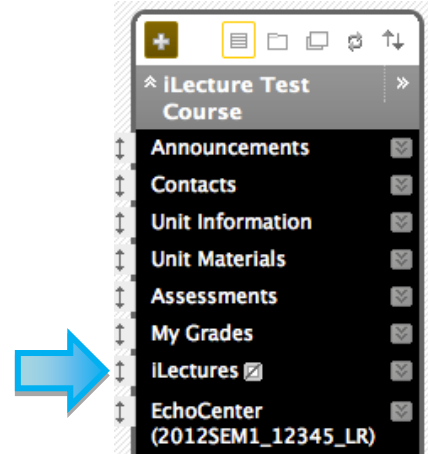 iLecture Test
Course
Announcements
Contacts
Unit Information
Unit Materials
Assessments
My Grades
iLectures
EchoCenter
(2012SEM1_12345_LR)